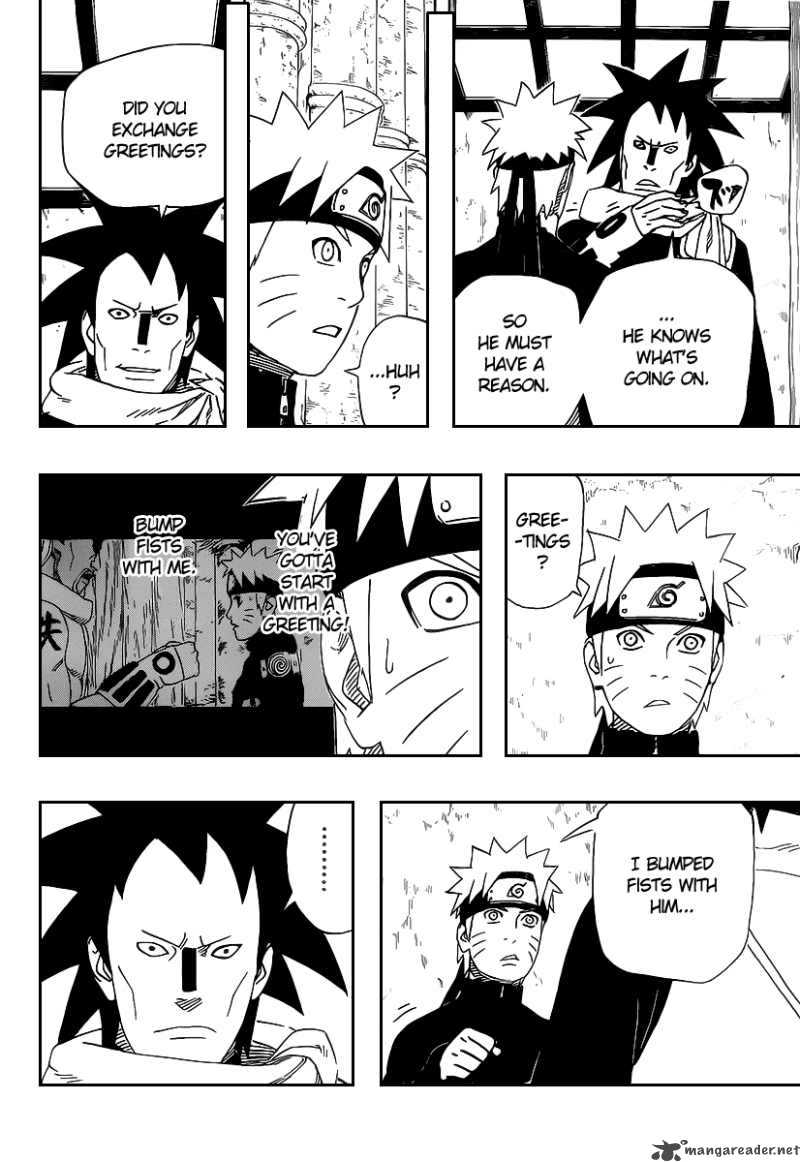 ...
HE KNOWS
WHAT'S
GOING ON.
SO
HE MUST
HAVE A
REASON.
...HUH
?
DID YOU
EXCHANGE
GREETINGS?
GREE-
-TINGS
?
YOU'VE
GOTTA
START
WITH A
GREETING!
BUMP
FISTS
WITH ME.
鉄
I BUMPED
FISTS WITH
HIM...
.........
mangareader.net